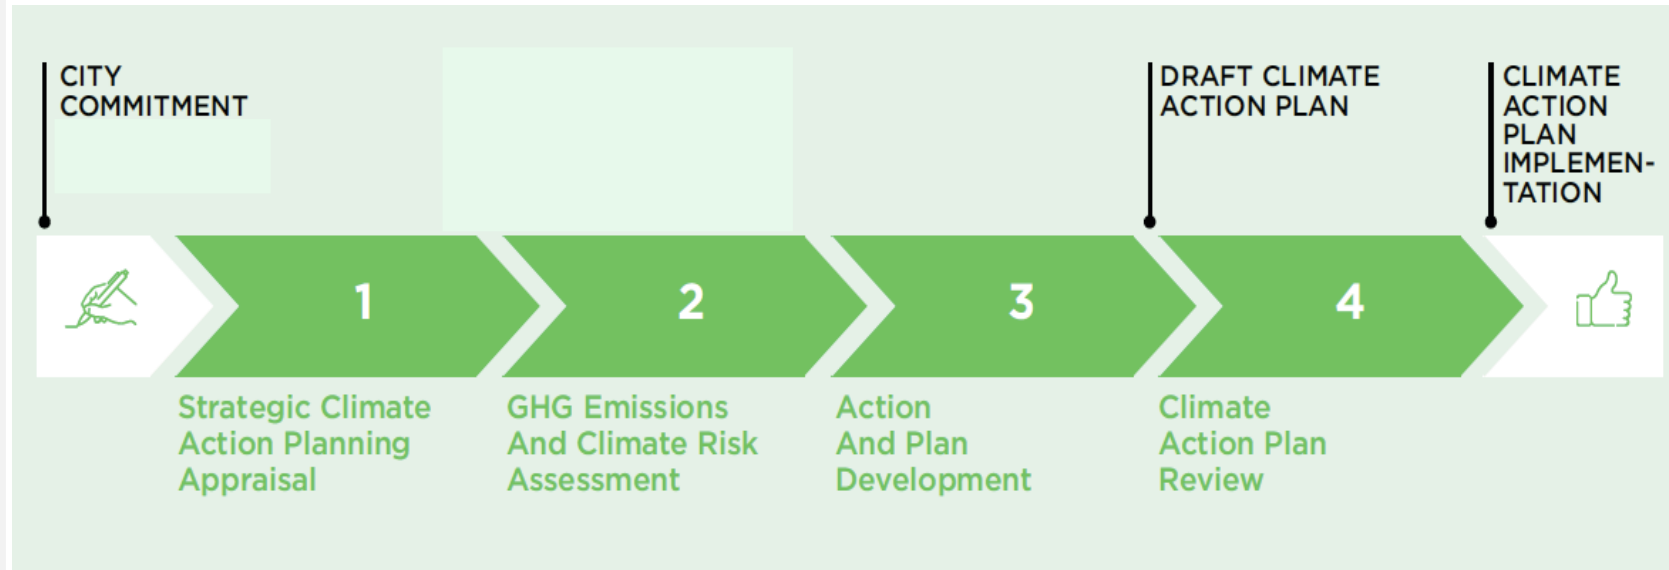 CITY
COMMITMENT
DRAFT CLIMATE
ACTION PLAN
CLIMATE
ACTION
PLAN
IMPLEMEN-
TATION
1
2
3
4
Strategic Climate
Action Planning
Appraisal
GHG Emissions
And Climate Risk
Assessment
Action
And Plan
Development
Climate
Action Plan
Review